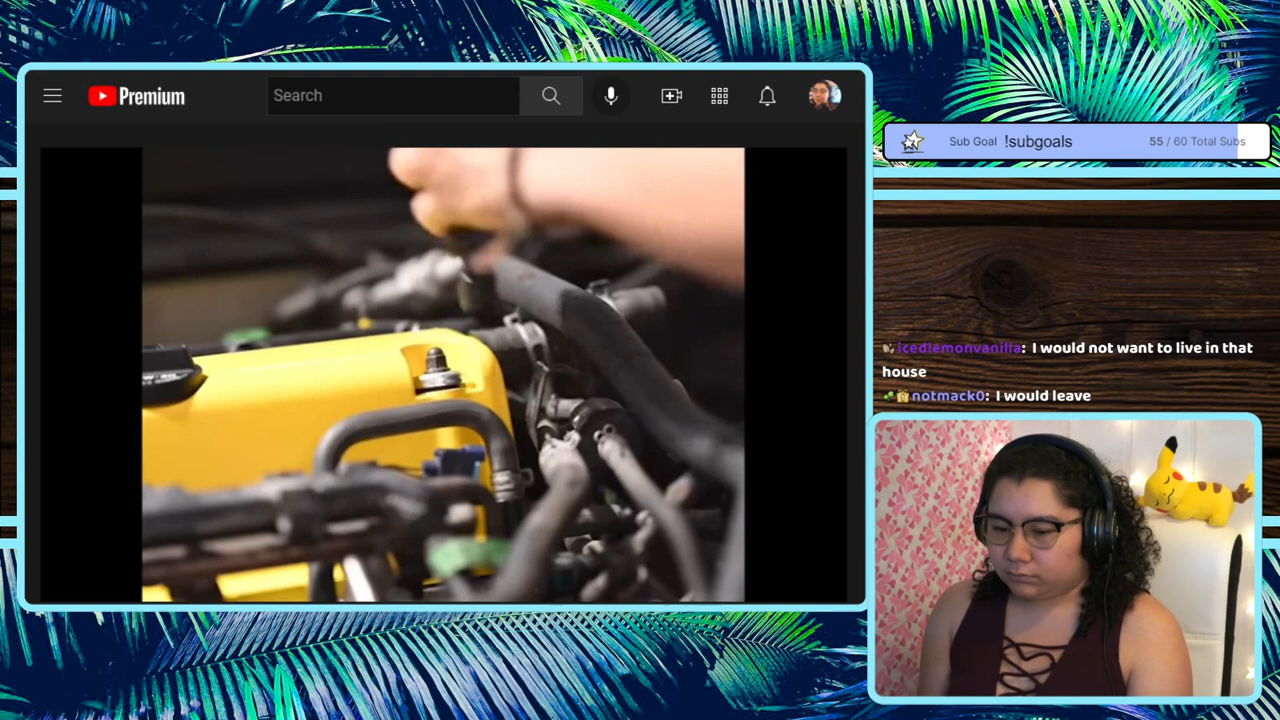 Premium
Search
Sub Goal !subgoals 55 / 60 Total Subs
icedlemonvanilla: I would not want to live in that
house
notmack0: I would leave